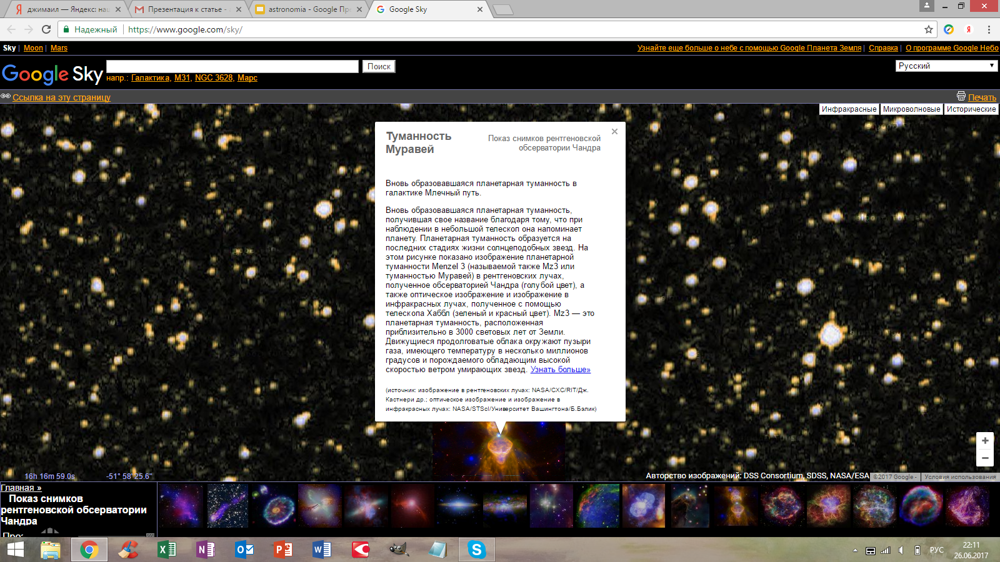 джимаил — Яндекс: наш
Презентация к статье -
astronomia - Google Пре
Google Sky
Надежный
https://www.google.com/sky/
Sky | Moon | Mars
Узнайте еще больше о небе с помощью Google Планета Земля | Справка | О программе Google Небо
Google Sky
Поиск
Русский
напр.: Галактика, M31, NGC 3628, Марс
Ссылка на эту страницу
Печать
Инфракрасные
Микроволновые
Исторические
Туманность
Муравей
Показ снимков рентгеновской
обсерватории Чандра
Вновь образовавшаяся планетарная туманность в
галактике Млечный путь.
Вновь образовавшаяся планетарная туманность,
получившая свое название благодаря тому, что при
наблюдении в небольшой телескоп она напоминает
планету. Планетарная туманность образуется на
последних стадиях жизни солнцеподобных звезд. На
этом рисунке показано изображение планетарной
туманности Menzel 3 (называемой также Mz3 или
туманностью Муравей) в рентгеновских лучах,
полученное обсерваторией Чандра (голубой цвет), а
также оптическое изображение и изображение в
инфракрасных лучах, полученное с помощью
телескопа Хаббл (зеленый и красный цвет). Mz3 — это
планетарная туманность, расположенная
приблизительно в 3000 световых лет от Земли.
Движущиеся продолговатые облака окружают пузыри
газа, имеющего температуру в несколько миллионов
градусов и порождаемого обладающим высокой
скоростью ветром умирающих звезд. Узнать больше»
(источник: изображение в рентгеновских лучах: NASA/CXC/RIT/Дж.
Кастнери др.; оптическое изображение и изображение в
инфракрасных лучах: NASA/STScI/Университет Вашингтона/Б.Бэлик)
16h 16m 59.0s
-51° 58' 25.6"
Авторство изображений: DSS Consortium, SDSS, NASA/ESA
©2017 Google -
Условия использования
Главная »
Показ снимков
рентгеновской обсерватории
Чандра
РУС
22:11
26.06.2017